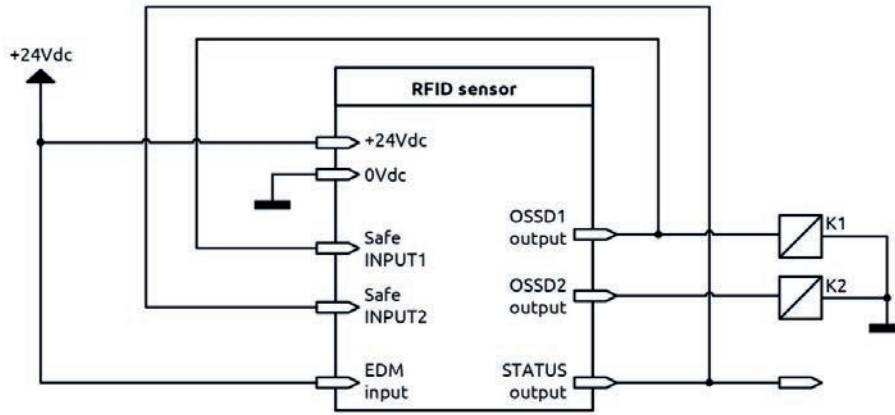 +24Vdc
RFID sensor
+24Vdc
0Vdc
OSSD1
output
K1
Safe
INPUT1
OSSD2
output
K2
Safe
INPUT2
EDM
input
STATUS
output